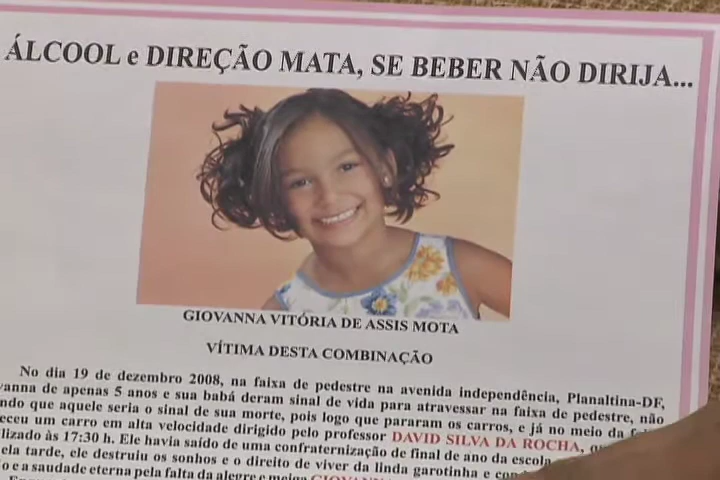 ÁLCOOL e DIREÇÃO MATA, SE BEBER NÃO DIRIJA...
GIOVANNA VITÓRIA DE ASSIS MOTA
VÍTIMA DESTA COMBINAÇÃO
No dia 19 de dezembro 2008, na faixa de pedestre na avenida independência, Planaltina-DF,
vanna de apenas 5 anos e sua babá deram sinal de vida para atravessar na faixa de pedestre, não
ndo que aquele seria o sinal de sua morte, pois logo que pararam os carros, e já no meio da
eceu um carro em alta velocidade dirigido pelo professor DAVID SILVA DA ROCHA,
lizado às 17:30 h. Ele havia saído de uma confraternização de final de ano da escola
ela tarde, ele destruiu os sonhos e o direito de viver da linda garotinha e
o e a saudade eterna pela falta da alegre e meiga